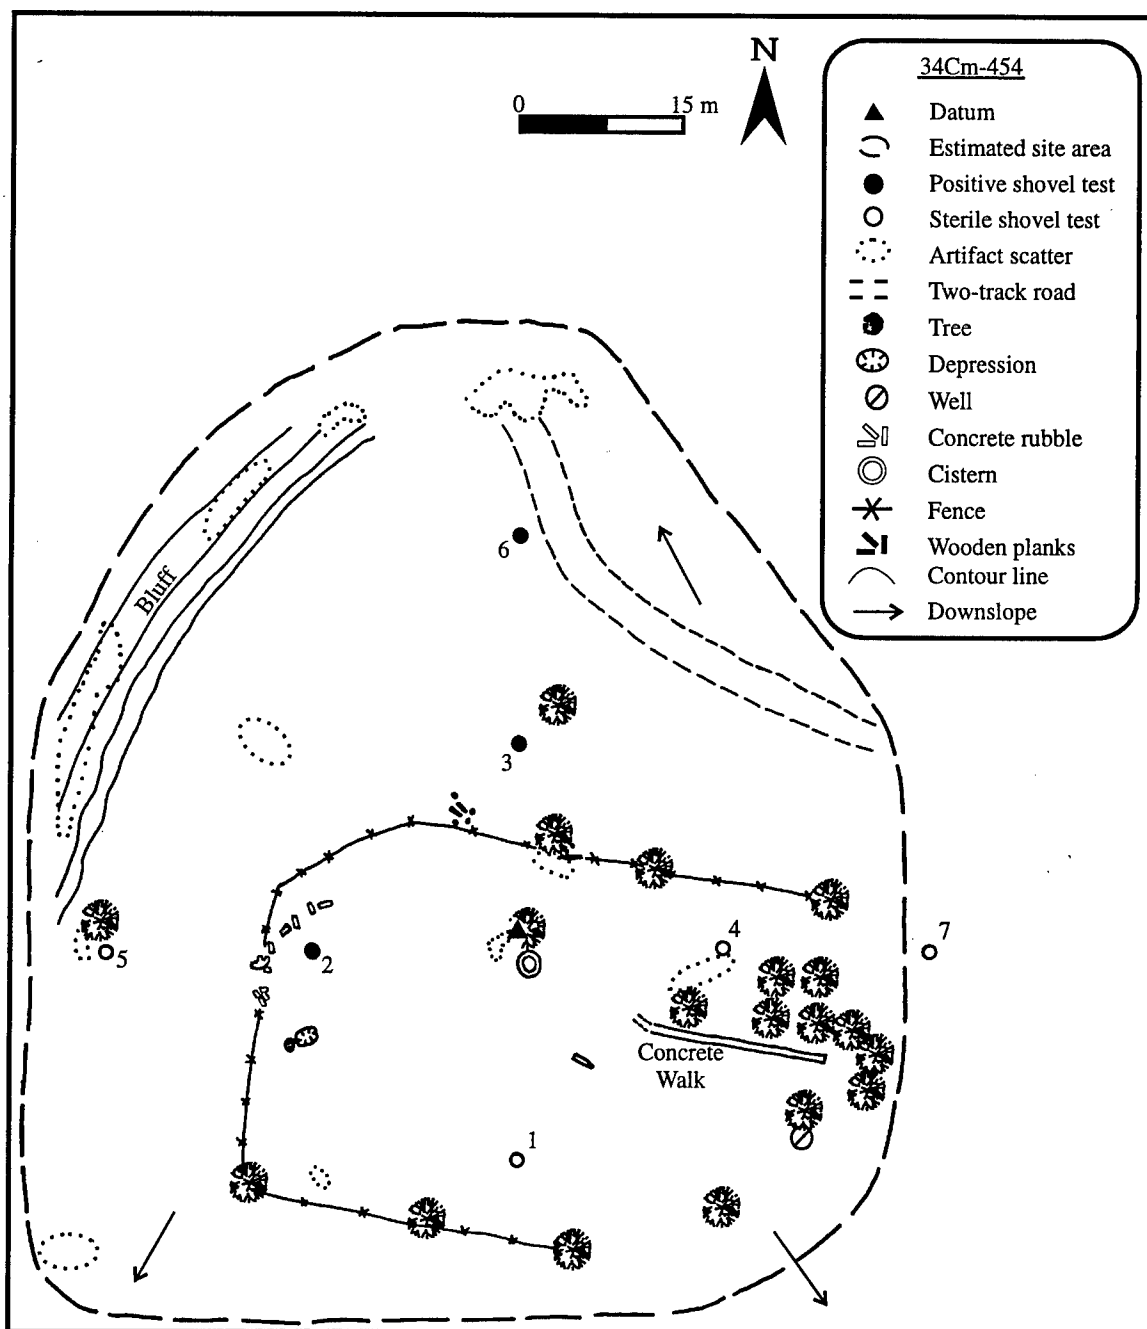 N
0 15 m
34Cm-454
Datum
Estimated site area
Positive shovel test
Sterile shovel test
Artifact scatter
Two-track road
Tree
Depression
Well
Concrete rubble
Cistern
Fence
Wooden planks
Contour line
Downslope
6
Bluff
3
4
7
5
2
Concrete
Walk
1